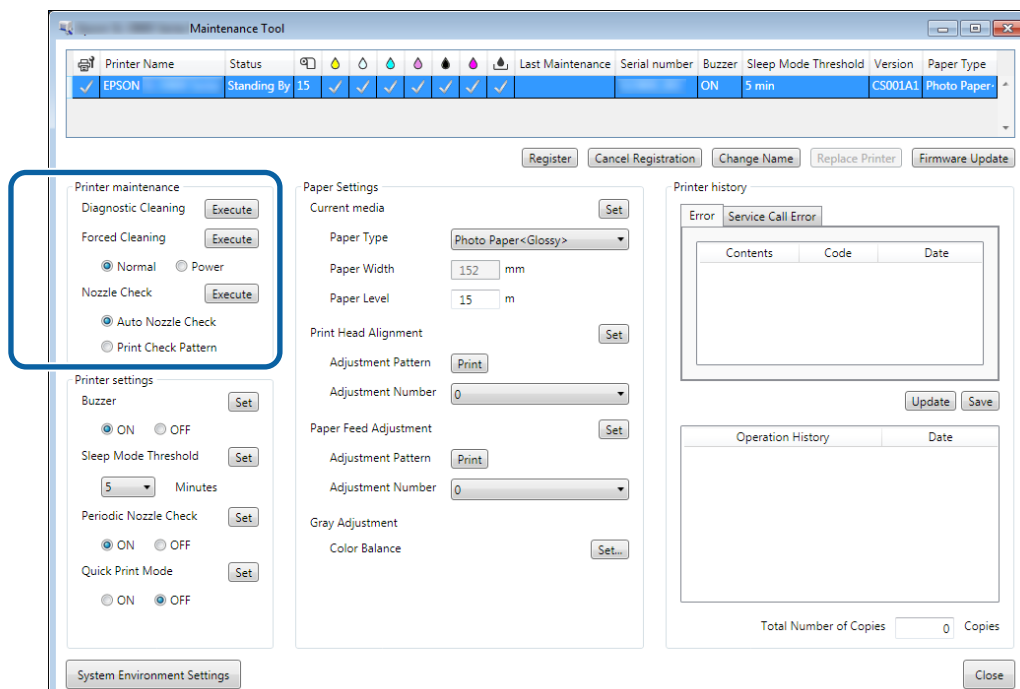 Maintenance Tool
Printer Name Status Last Maintenance Serial number Buzzer Sleep Mode Threshold Version Paper Type
EPSON Standing By 15 ON 5 min CS001A1 Photo Paper
Register Cancel Registration Change Name Replace Printer Firmware Update
Printer maintenance
Diagnostic Cleaning Execute
Forced Cleaning Execute
Normal Power
Nozzle Check Execute
Auto Nozzle Check
Print Check Pattern
Printer settings
Buzzer Set
ON OFF
Sleep Mode Threshold Set
5 Minutes
Periodic Nozzle Check Set
ON OFF
Quick Print Mode Set
ON OFF
Paper Settings
Current media Set
Paper Type Photo Paper<Glossy>
Paper Width 152 mm
Paper Level 15 m
Print Head Alignment Set
Adjustment Pattern Print
Adjustment Number 0
Paper Feed Adjustment Set
Adjustment Pattern Print
Adjustment Number 0
Gray Adjustment
Color Balance Set...
Printer history
Error Service Call Error
Contents Code Date
Update Save
Operation History Date
Total Number of Copies 0 Copies
System Environment Settings Close